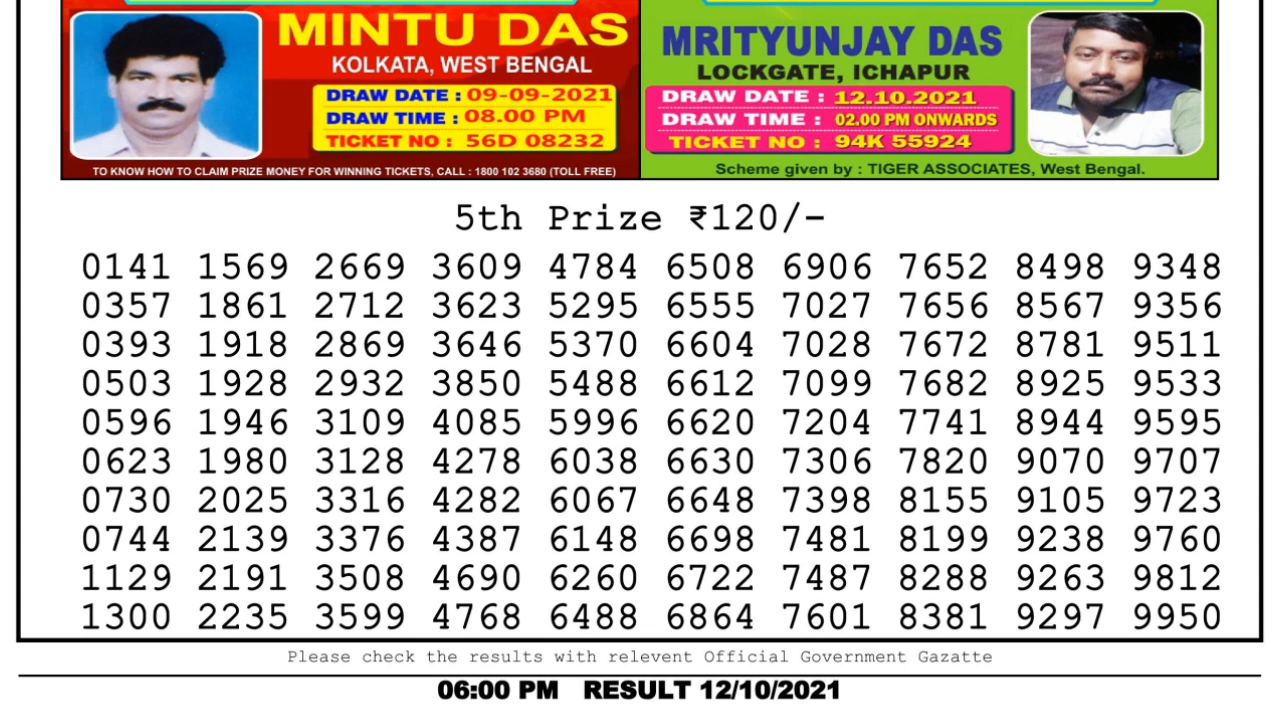 MINTU DAS
KOLKATA, WEST BENGAL
DRAW DATE : 09-09-2021
DRAW TIME : 08.00 PM
TICKET NO : 56D 08232
TO KNOW HOW TO CLAIM PRIZE MONEY FOR WINNING TICKETS, CALL : 1800 102 3680 (TOLL FREE)
MRITYUNJAY DAS
LOCKGATE, ICHAPUR
DRAW DATE : 12.10.2021
DRAW TIME : 02.00 PM ONWARDS
TICKET NO : 94K 55924
Scheme given by : TIGER ASSOCIATES, West Bengal.
5th Prize ₹120/-
0141 1569 2669 3609 4784 6508 6906 7652 8498 9348
0357 1861 2712 3623 5295 6555 7027 7656 8567 9356
0393 1918 2869 3646 5370 6604 7028 7672 8781 9511
0503 1928 2932 3850 5488 6612 7099 7682 8925 9533
0596 1946 3109 4085 5996 6620 7204 7741 8944 9595
0623 1980 3128 4278 6038 6630 7306 7820 9070 9707
0730 2025 3316 4282 6067 6648 7398 8155 9105 9723
0744 2139 3376 4387 6148 6698 7481 8199 9238 9760
1129 2191 3508 4690 6260 6722 7487 8288 9263 9812
1300 2235 3599 4768 6488 6864 7601 8381 9297 9950
Please check the results with relevent Official Government Gazatte
06:00 PM RESULT 12/10/2021